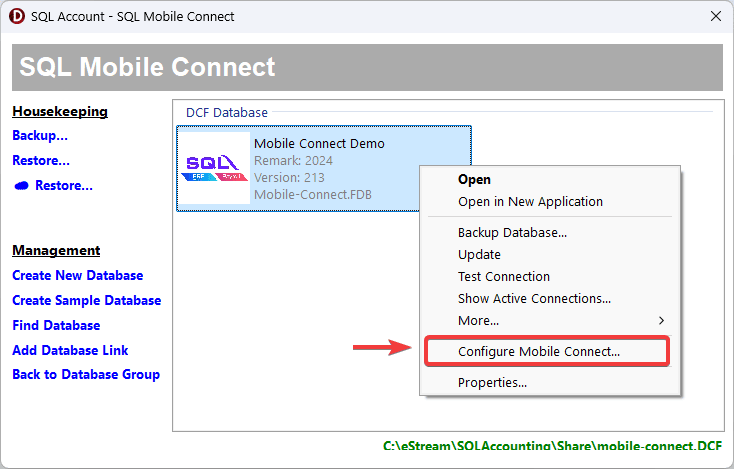 SQL Account - SQL Mobile Connect
SQL Mobile Connect
Housekeeping
Backup...
Restore...
Restore...
Management
Create New Database
Create Sample Database
Find Database
Add Database Link
Back to Database Group
DCF Database
SQL
ERP Payroll
Mobile Connect Demo
Remark: 2024
Version: 213
Mobile-Connect.FDB
Open
Open in New Application
Backup Database...
Update
Test Connection
Show Active Connections...
More...
Configure Mobile Connect...
Properties...
C:\eStream\SQLAccounting\Share\mobile-connect.DCF